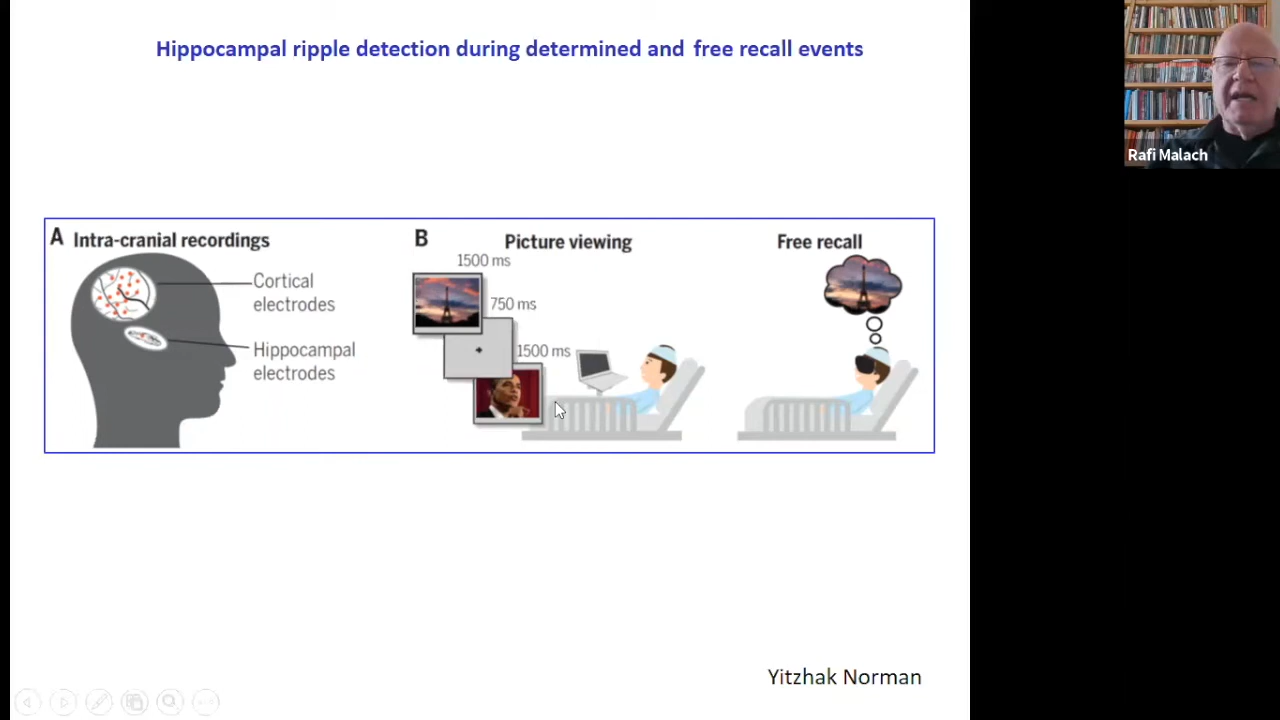 Hippocampal ripple detection during determined and free recall events
Rafi Malach
A Intra-cranial recordings
Cortical
electrodes
Hippocampal
electrodes
B Picture viewing
1500 ms
750 ms
1500 ms
Free recall
Yitzhak Norman